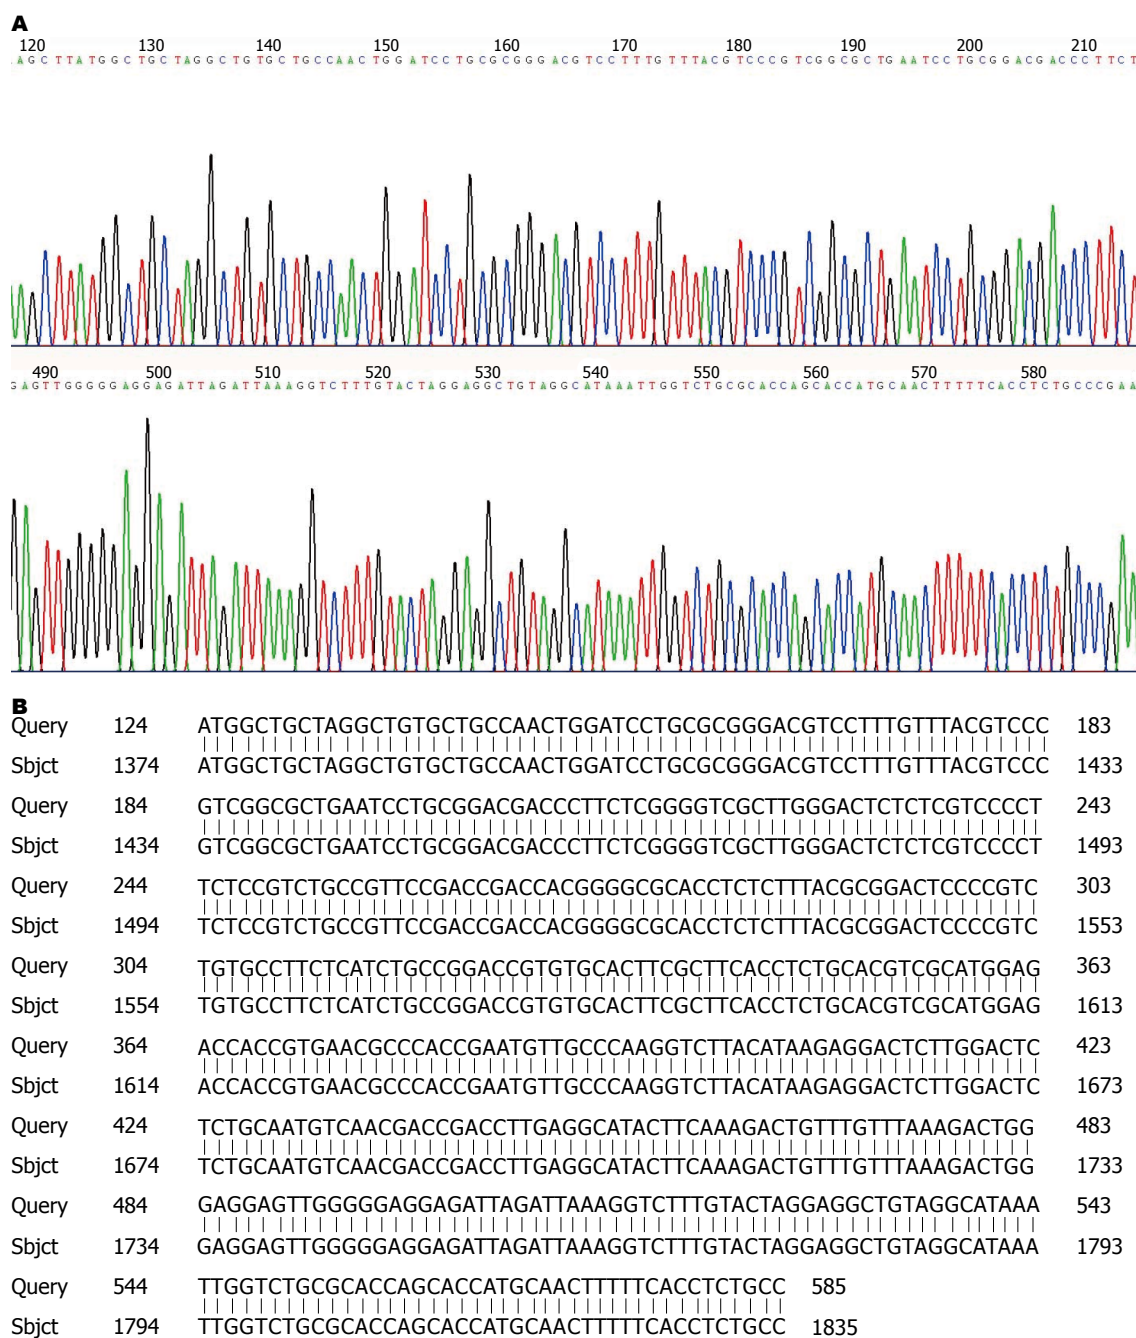 A
120 130 140 150 160 170 180 190 200 210
A G C T T A T G G C T G C T A G G C T G T G C T G C C A A C T G G A T C C T G C G C G G G A C G T C C T T T G T T T A C G T C C C G T C G G C G C T G A A T C C T G C G G A C G A C C C T T C T
490 500 510 520 530 540 550 560 570 580
G A G T T G G G G G A G G A G A T T A G A T T A A A G G T C T T T G T A C T A G G A G G C T G T A G G C A T A A A T T G G T C T G C G C A C C A G C A C C A T G C A A C T T T T T C A C C T C T G C C C G A A
B
Query 124 ATGGCTGCTAGGCTGTGCTGCCAACTGGATCCTGCGCGGGACGTCCTTTGTTTACGTCCC 183
Sbjct 1374 ATGGCTGCTAGGCTGTGCTGCCAACTGGATCCTGCGCGGGACGTCCTTTGTTTACGTCCC 1433
Query 184 GTCGGCGCTGAATCCTGCGGACGACCCTTCTCGGGGTCGCTTGGGACTCTCTCGTCCCCT 243
Sbjct 1434 GTCGGCGCTGAATCCTGCGGACGACCCTTCTCGGGGTCGCTTGGGACTCTCTCGTCCCCT 1493
Query 244 TCTCCGTCTGCCGTTCCGACCGACCACGGGGCGCACCTCTCTTTACGCGGACTCCCCGTC 303
Sbjct 1494 TCTCCGTCTGCCGTTCCGACCGACCACGGGGCGCACCTCTCTTTACGCGGACTCCCCGTC 1553
Query 304 TGTGCCTTCTCATCTGCCGGACCGTGTGCACTTCGCTTCACCTCTGCACGTCGCATGGAG 363
Sbjct 1554 TGTGCCTTCTCATCTGCCGGACCGTGTGCACTTCGCTTCACCTCTGCACGTCGCATGGAG 1613
Query 364 ACCACCGTGAACGCCCACCGAATGTTGCCCAAGGTCTTACATAAGAGGACTCTTGGACTC 423
Sbjct 1614 ACCACCGTGAACGCCCACCGAATGTTGCCCAAGGTCTTACATAAGAGGACTCTTGGACTC 1673
Query 424 TCTGCAATGTCAACGACCGACCTTGAGGCATACTTCAAAGACTGTTTGTTTAAAGACTGG 483
Sbjct 1674 TCTGCAATGTCAACGACCGACCTTGAGGCATACTTCAAAGACTGTTTGTTTAAAGACTGG 1733
Query 484 GAGGAGTTGGGGGAGGAGATTAGATTAAAGGTCTTTGTACTAGGAGGCTGTAGGCATAAA 543
Sbjct 1734 GAGGAGTTGGGGGAGGAGATTAGATTAAAGGTCTTTGTACTAGGAGGCTGTAGGCATAAA 1793
Query 544 TTGGTCTGCGCACCAGCACCATGCAACTTTTTCACCTCTGCC 585
Sbjct 1794 TTGGTCTGCGCACCAGCACCATGCAACTTTTTCACCTCTGCC 1835